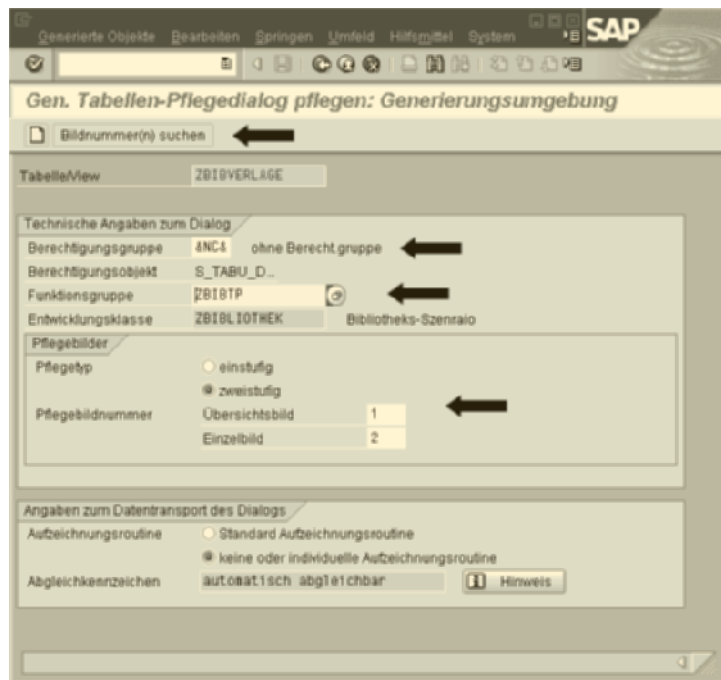 Generierte Objekte Bearbeiten Springen Umfeld Hilfsmittel System SAP
Gen. Tabellen-Pflegedialog pflegen: Generierungsumgebung
Bildnummer(n) suchen
Tabelle/View ZBIBVERLAGE
Technische Angaben zum Dialog
Berechtigungsgruppe &NC& ohne Berecht.gruppe
Berechtigungsobjekt S_TABU_D...
Funktionsgruppe ZBIBTP
Entwicklungsklasse ZBIBLIOTHEK Bibliotheks-Szenraio
Pflegebilder
Pflegetyp einstufig
zweistufig
Pflegebildnummer Übersichtsbild 1
Einzelbild 2
Angaben zum Datentransport des Dialogs
Aufzeichnungsroutine Standard Aufzeichnungsroutine
keine oder individuelle Aufzeichnungsroutine
Abgleichkennzeichen automatisch abgleichbar Hinweis